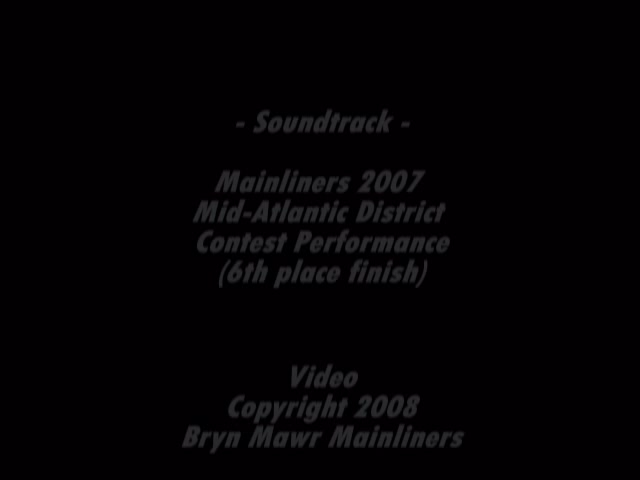 - Soundtrack -
Mainliners 2007
Mid-Atlantic District
Contest Performance
(6th place finish)
Video
Copyright 2008
Bryn Mawr Mainliners